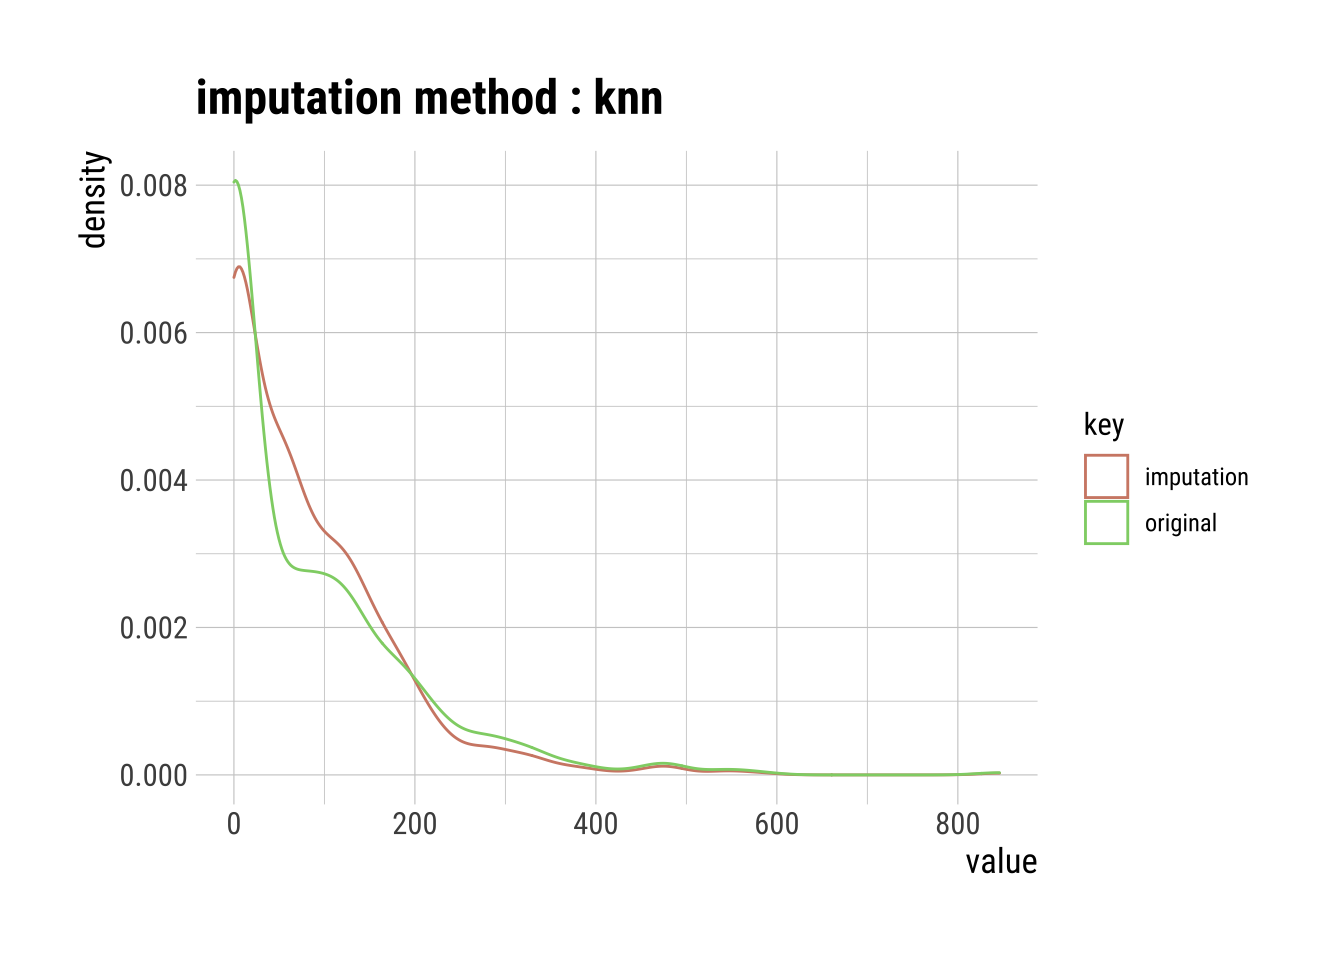 imputation method : knn
density
0.008
0.006
0.004
0.002
0.000
0 200 400 600 800
value
key
imputation
original